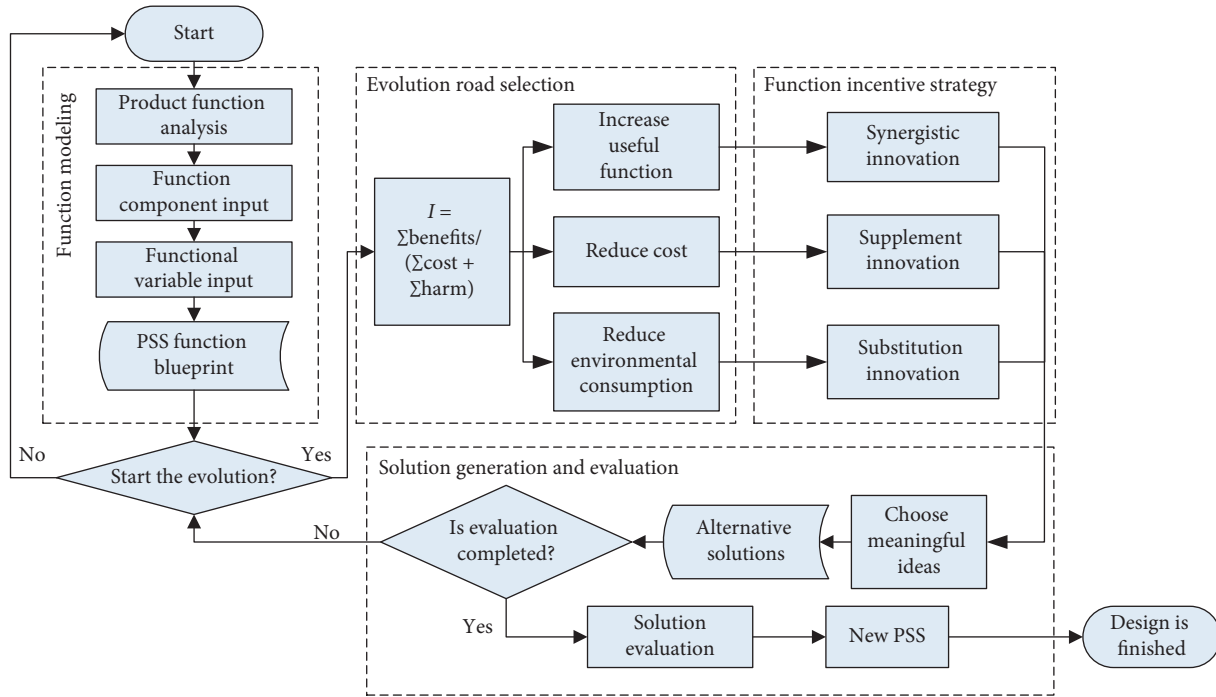 Start
Function modeling
Product function
analysis
Function
component input
Functional
variable input
PSS function
blueprint
Start the evolution?
No
Yes
Evolution road selection
I =
∑benefits/
(∑cost +
∑harm)
Increase
useful
function
Reduce cost
Reduce
environmental
consumption
Function incentive strategy
Synergistic
innovation
Supplement
innovation
Substitution
innovation
Solution generation and evaluation
Choose
meaningful
ideas
Alternative
solutions
Is evaluation
completed?
No
Yes
Solution
evaluation
New PSS
Design is
finished